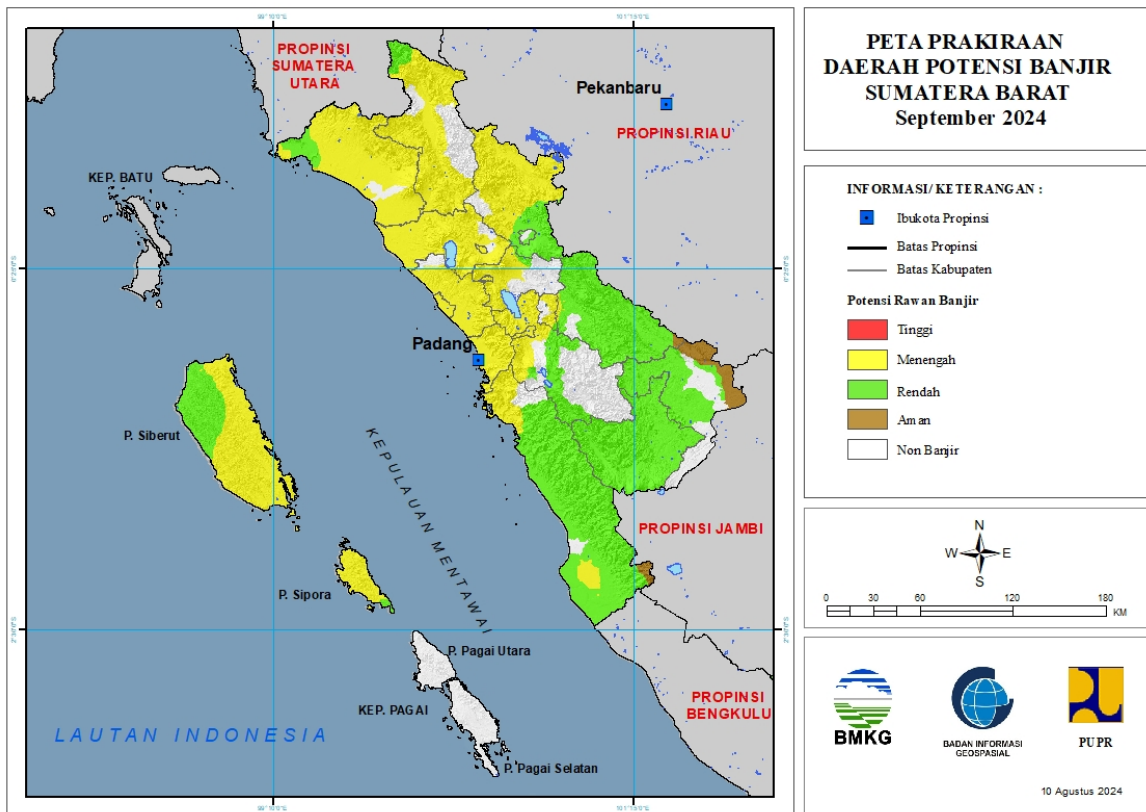 PROPINSI
SUMATERA
UTARA
Pekanbaru
PROPINSI RIAU
KEP. BATU
Padang
P. Siberut
KEPULAUAN MENTAWAI
PROPINSI JAMBI
P. Sipora
P. Pagai Utara
KEP. PAGAI
PROPINSI
BENGKULU
LAUTAN INDONESIA
P. Pagai Selatan
PETA PRAKIRAAN
DAERAH POTENSI BANJIR
SUMATERA BARAT
September 2024
INFORMASI/ KETERANGAN :
Ibukota Propinsi
Batas Propinsi
Batas Kabupaten
Potensi Rawan Banjir
Tinggi
Menengah
Rendah
Aman
Non Banjir
N
W E
S
0 30 60 120 180
KM
BMKG
BADAN INFORMASI
GEOSPASIAL
PUPR
10 Agustus 2024